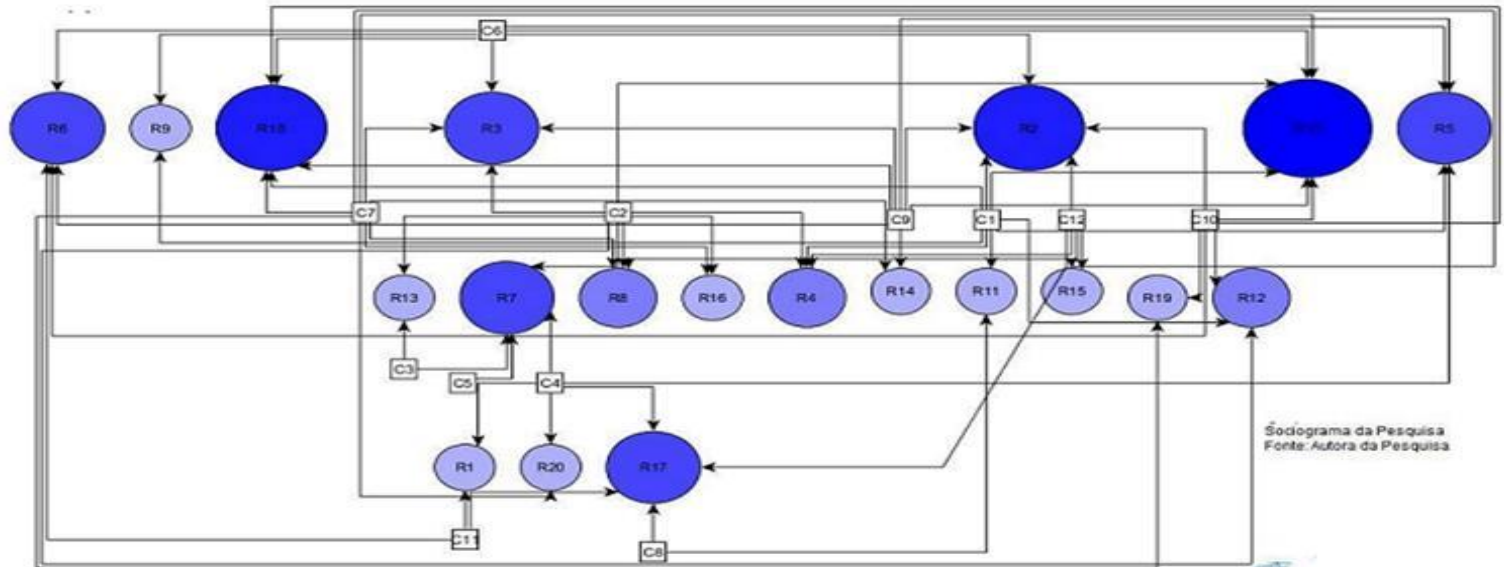 C6
R6 R9 R18 R3 R2 R5
C7 C2 C9 C1 C12 C10
R13 R7 R8 R16 R4 R14 R11 R15 R19 R12
C3 C5 C4
Sociograma da Pesquisa
Fonte: Autora da Pesquisa
R1 R20 R17
C11 C8